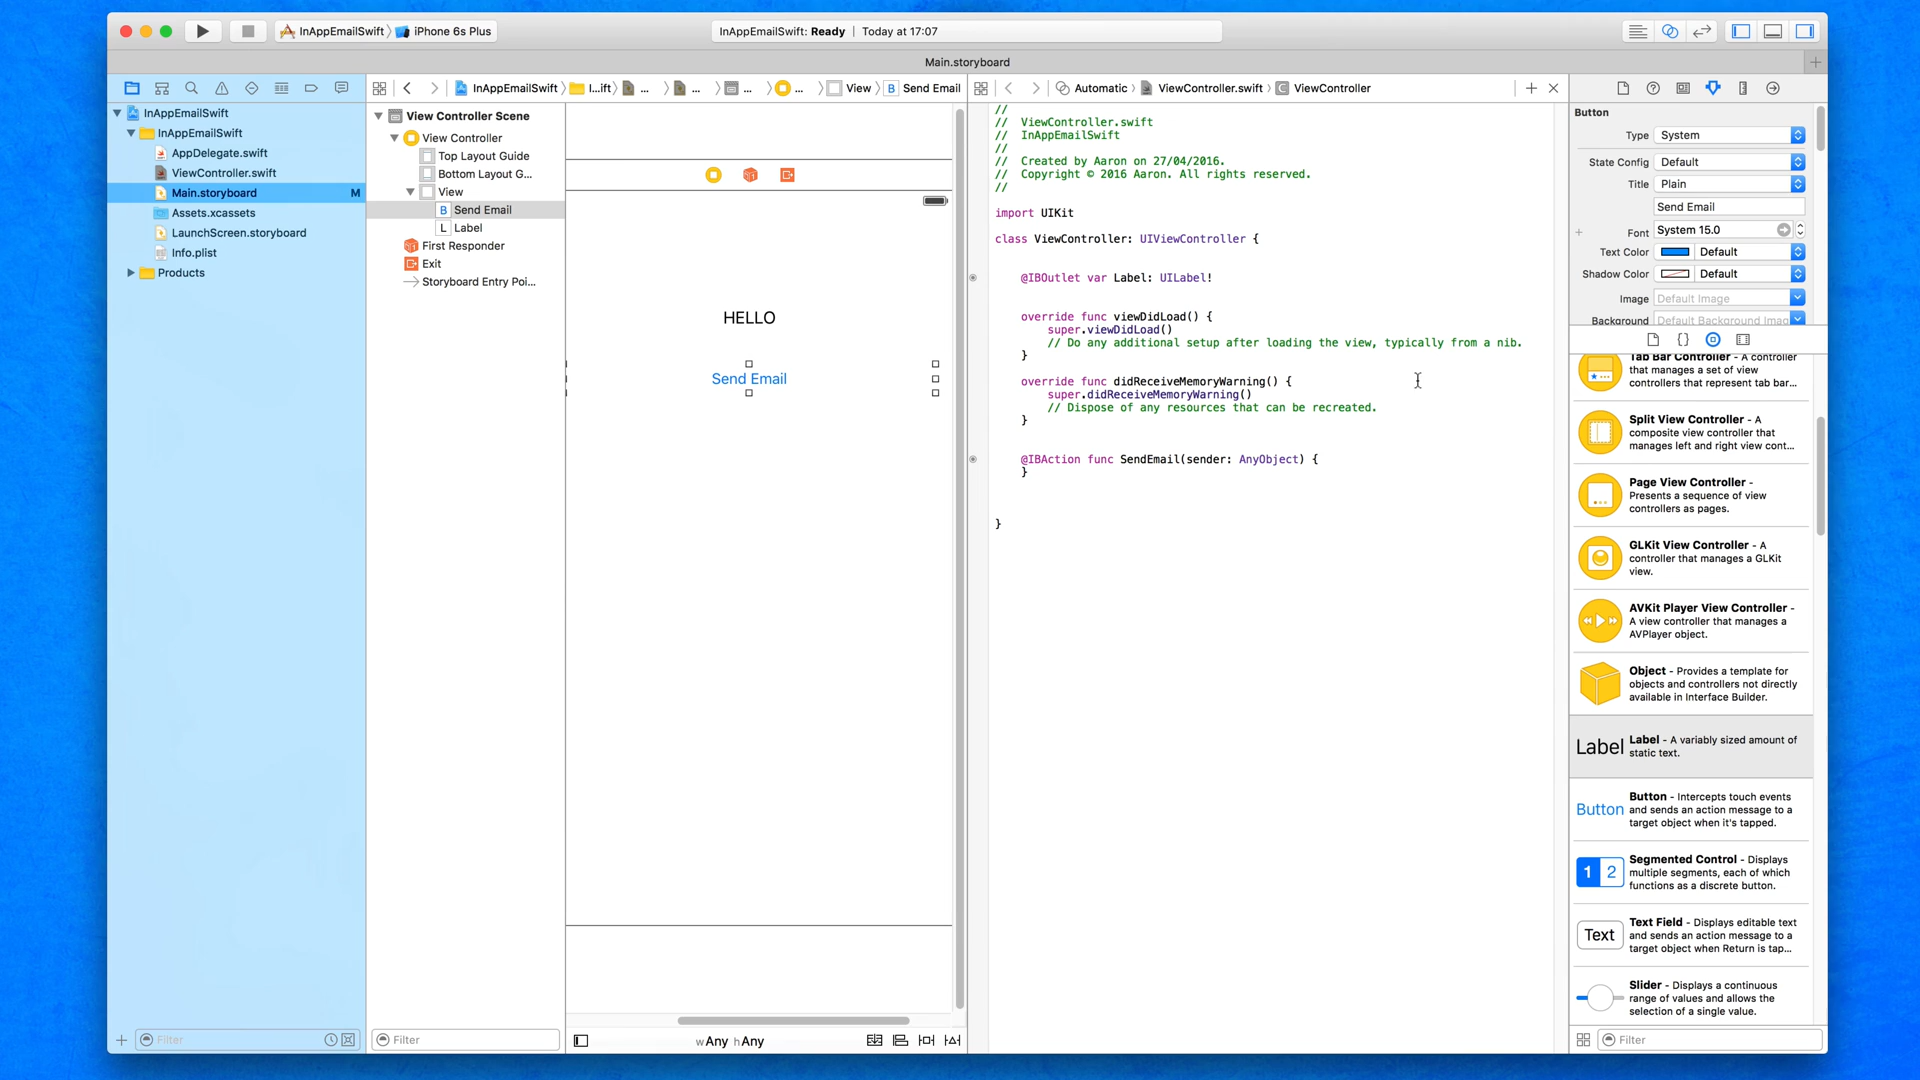 InAppEmailSwift
iPhone 6s Plus
InAppEmailSwift: Ready | Today at 17:07
Main.storyboard
InAppEmailSwift
I...ift
...
...
...
...
View
B Send Email
Automatic
ViewController.swift
ViewController
InAppEmailSwift
InAppEmailSwift
AppDelegate.swift
ViewController.swift
Main.storyboard M
Assets.xcassets
LaunchScreen.storyboard
Info.plist
Products
Filter
View Controller Scene
View Controller
Top Layout Guide
Bottom Layout G...
View
B Send Email
L Label
First Responder
Exit
Storyboard Entry Poi...
Filter
HELLO
Send Email
wAny hAny
//
// ViewController.swift
// InAppEmailSwift
//
// Created by Aaron on 27/04/2016.
// Copyright © 2016 Aaron. All rights reserved.
//
import UIKit
class ViewController: UIViewController {
@IBOutlet var Label: UILabel!
override func viewDidLoad() {
super.viewDidLoad()
// Do any additional setup after loading the view, typically from a nib.
}
override func didReceiveMemoryWarning() {
super.didReceiveMemoryWarning()
// Dispose of any resources that can be recreated.
}
@IBAction func SendEmail(sender: AnyObject) {
}
}
Button
Type System
State Config Default
Title Plain
Send Email
Font System 15.0
Text Color Default
Shadow Color Default
Image Default Image
Background Default Background Imag
Tab Bar Controller - A controller
that manages a set of view
controllers that represent tab bar...
Split View Controller - A
composite view controller that
manages left and right view cont...
Page View Controller -
Presents a sequence of view
controllers as pages.
GLKit View Controller - A
controller that manages a GLKit
view.
AVKit Player View Controller -
A view controller that manages a
AVPlayer object.
Object - Provides a template for
objects and controllers not directly
available in Interface Builder.
Label
Label - A variably sized amount of
static text.
Button
Button - Intercepts touch events
and sends an action message to a
target object when it's tapped.
1 2
Segmented Control - Displays
multiple segments, each of which
functions as a discrete button.
Text
Text Field - Displays editable text
and sends an action message to a
target object when Return is tap...
Slider - Displays a continuous
range of values and allows the
selection of a single value.
Filter